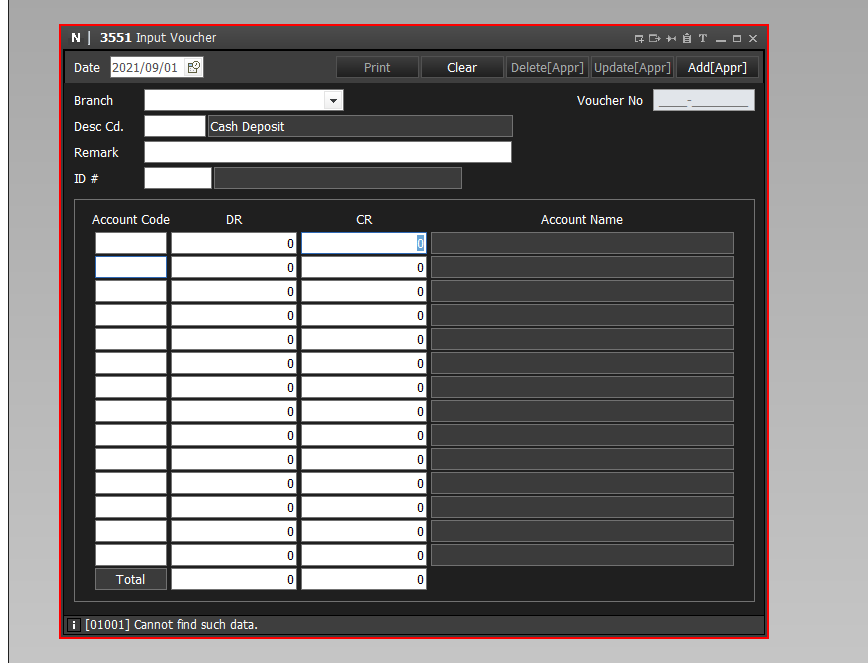 N | 3551 Input Voucher T
Date 2021/09/01 Print Clear Delete[Appr] Update[Appr] Add[Appr]
Branch Voucher No ____-________
Desc Cd. Cash Deposit
Remark
ID #
Account Code DR CR Account Name
0 0
0 0
0 0
0 0
0 0
0 0
0 0
0 0
0 0
0 0
0 0
0 0
0 0
0 0
Total 0 0
i [01001] Cannot find such data.